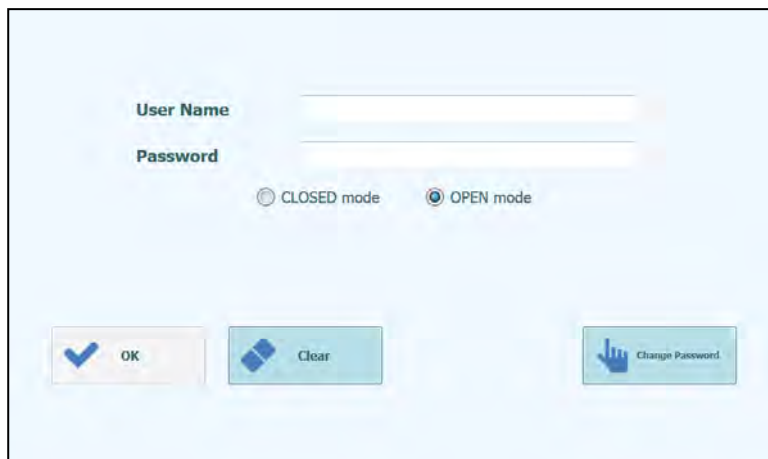 User Name
Password
CLOSED mode OPEN mode
OK Clear Change Password